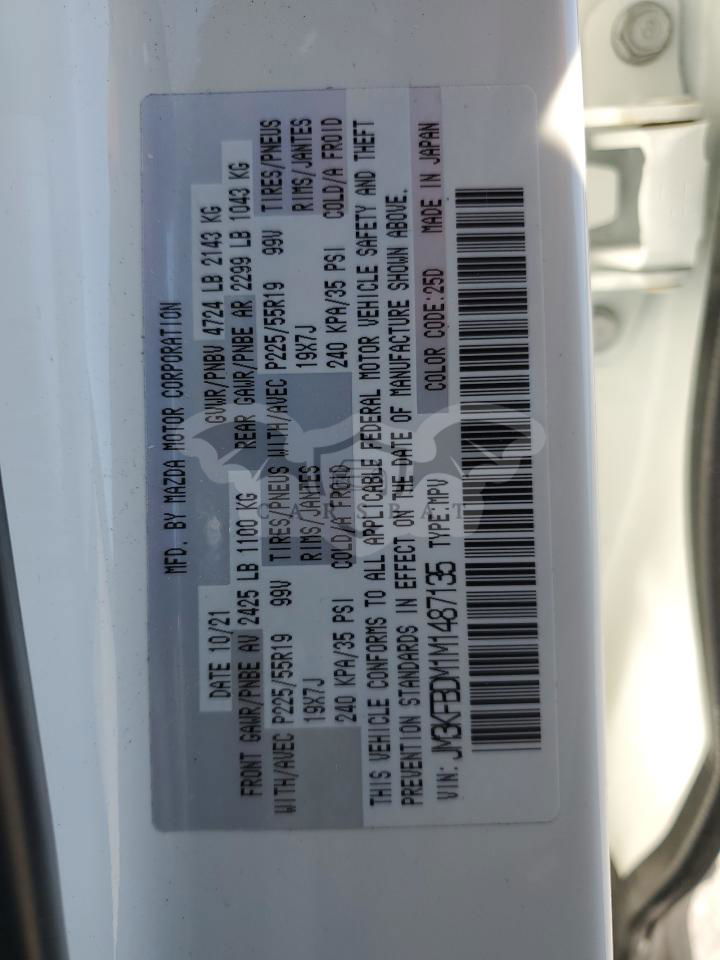 MFD. BY MAZDA MOTOR CORPORATION
DATE 10/21 GVWR/PNBV 4724 LB 2143 KG
FRONT GAWR/PNBE AV 2425 LB 1100 KG REAR GAWR/PNBE AR 2299 LB 1043 KG
WITH/AVEC P225/55R19 99V TIRES/PNEUS WITH/AVEC P225/55R19 99V TIRES/PNEUS
19X7J RIMS/JANTES 19X7J RIMS/JANTES
240 KPA/35 PSI COLD/A FROID 240 KPA/35 PSI COLD/A FROID
THIS VEHICLE CONFORMS TO ALL APPLICABLE FEDERAL MOTOR VEHICLE SAFETY AND THEFT
PREVENTION STANDARDS IN EFFECT ON THE DATE OF MANUFACTURE SHOWN ABOVE.
VIN: JM3KFBDM1M1487135 TYPE:MPV COLOR CODE:25D MADE IN JAPAN
CARSBAT